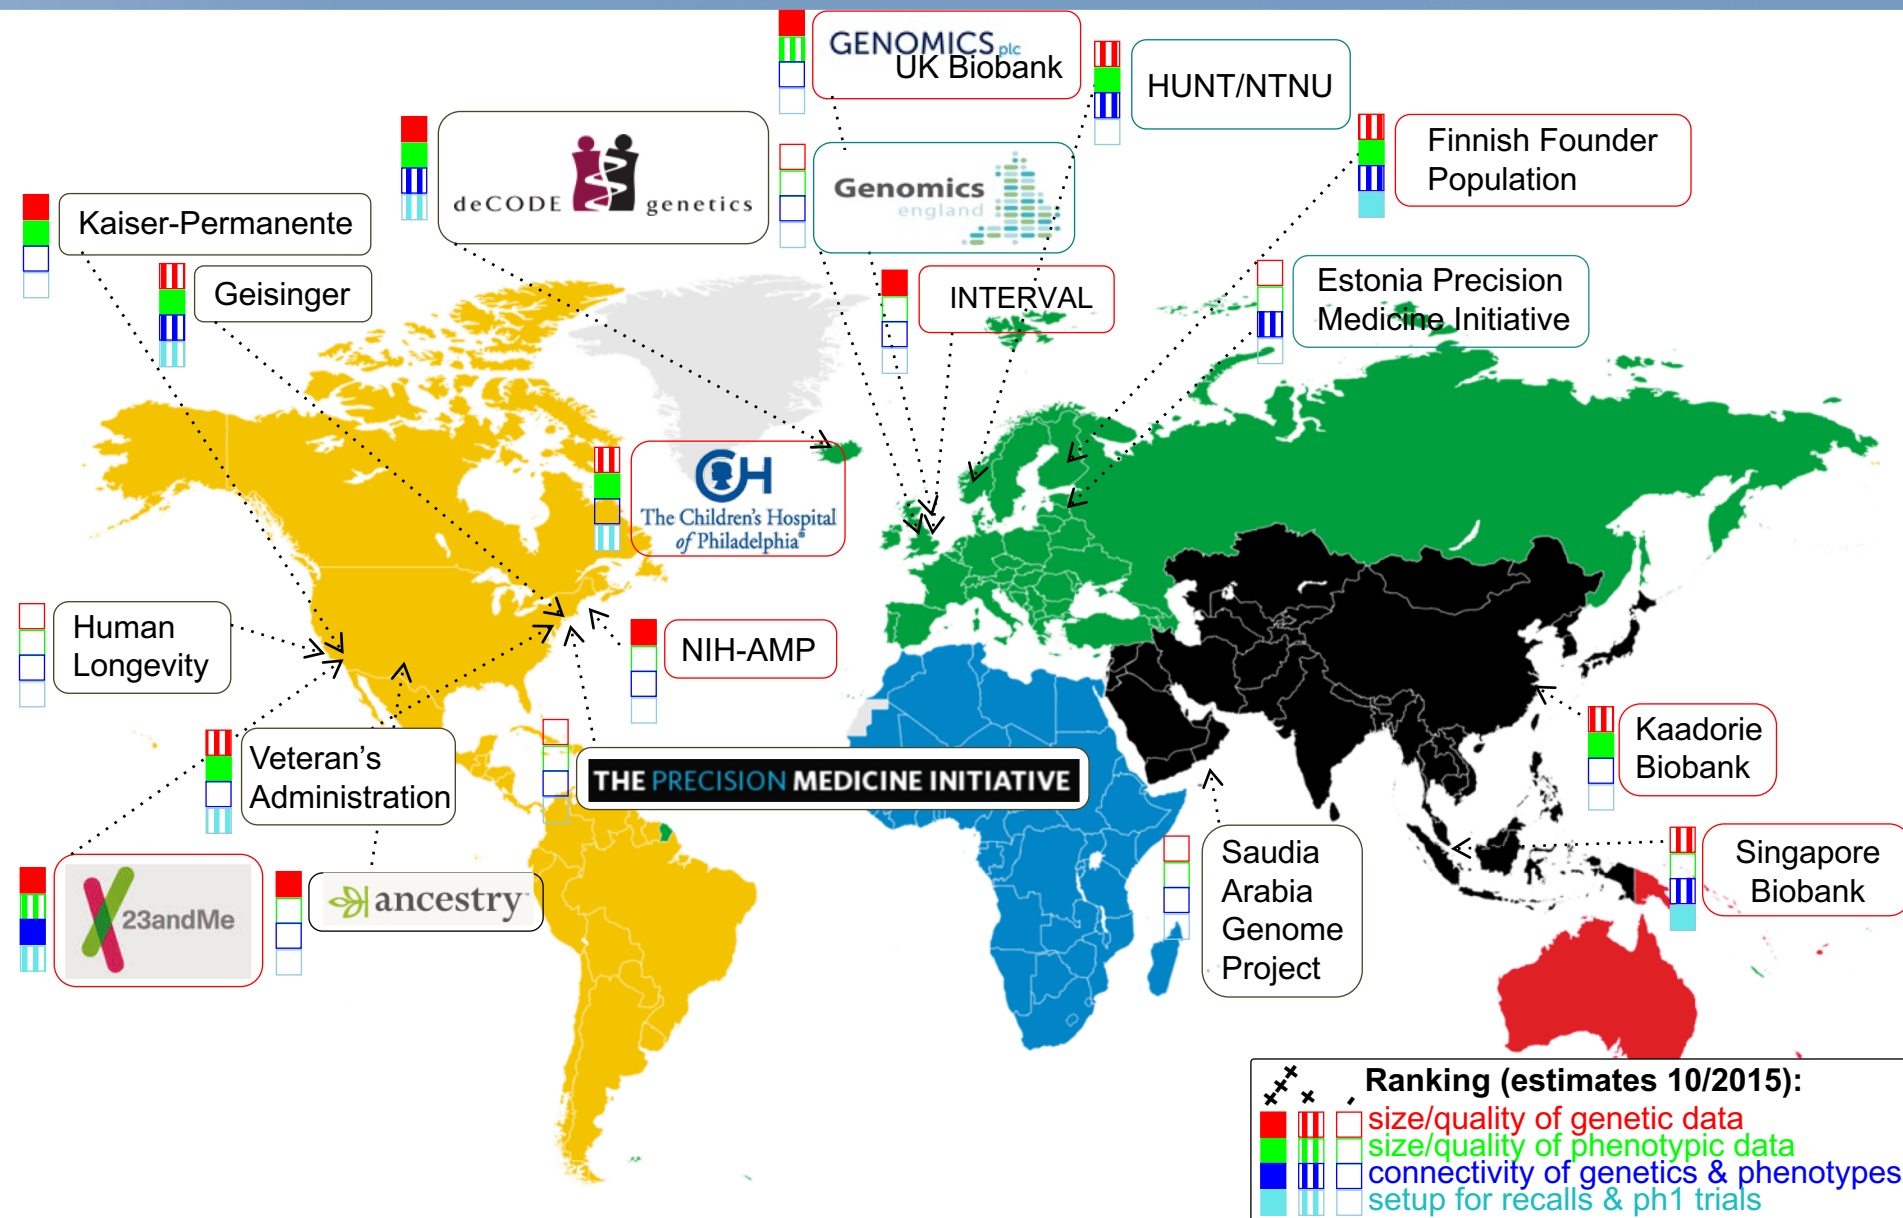 GENOMICS plc
UK Biobank
HUNT/NTNU
Finnish Founder
Population
deCODE genetics
Genomics
england
Kaiser-Permanente
Geisinger
INTERVAL
Estonia Precision
Medicine Initiative
CH
The Children's Hospital
of Philadelphia®
Human
Longevity
NIH-AMP
Veteran's
Administration
THE PRECISION MEDICINE INITIATIVE
Kaadorie
Biobank
Saudia
Arabia
Genome
Project
Singapore
Biobank
23andMe
ancestry
+++ + -
Ranking (estimates 10/2015):
size/quality of genetic data
size/quality of phenotypic data
connectivity of genetics & phenotypes
setup for recalls & ph1 trials